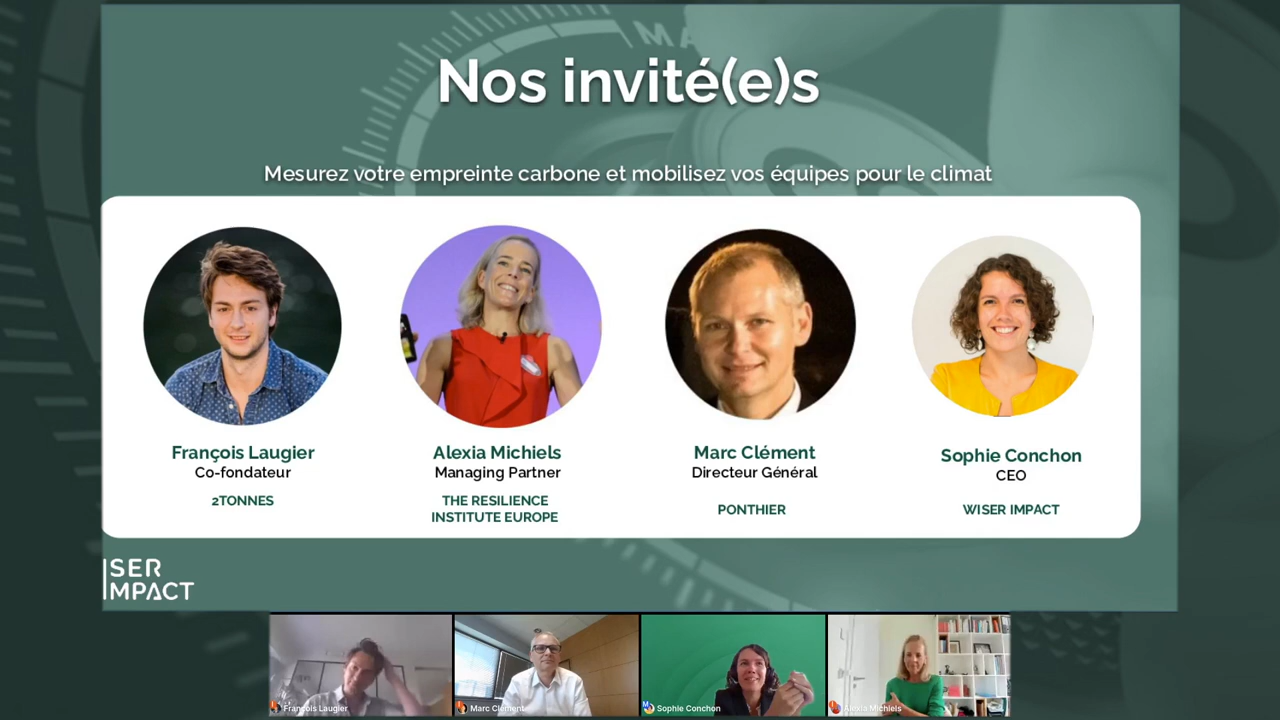 MA
Nos invité(e)s
Mesurez votre empreinte carbone et mobilisez vos équipes pour le climat
François Laugier
Co-fondateur
2TONNES
Alexia Michiels
Managing Partner
THE RESILIENCE
INSTITUTE EUROPE
Marc Clément
Directeur Général
PONTHIER
Sophie Conchon
CEO
WISER IMPACT
ISER
IMPACT
François Laugier
Marc Clément
Sophie Conchon
Alexia Michiels